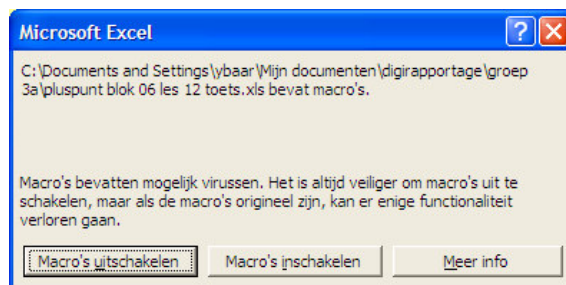 Microsoft Excel
C:\Documents and Settings\ybaar\Mijn documenten\digirapportage\groep
3a\pluspunt blok 06 les 12 toets.xls bevat macro's.
Macro's bevatten mogelijk virussen. Het is altijd veiliger om macro's uit te
schakelen, maar als de macro's origineel zijn, kan er enige functionaliteit
verloren gaan.
Macro's uitschakelen Macro's inschakelen Meer info